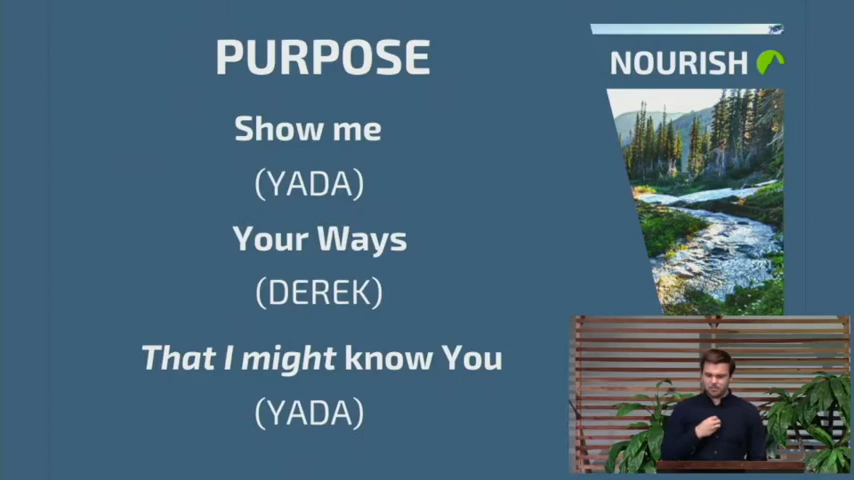 PURPOSE
NOURISH
Show me
(YADA)
Your Ways
(DEREK)
That I might know You
(YADA)